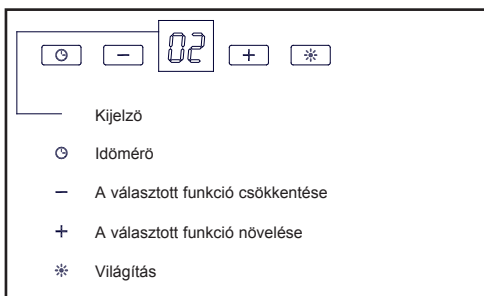 02
Kijelzö
Idömérö
− A választott funkció csökkentése
+ A választott funkció növelése
Világítás